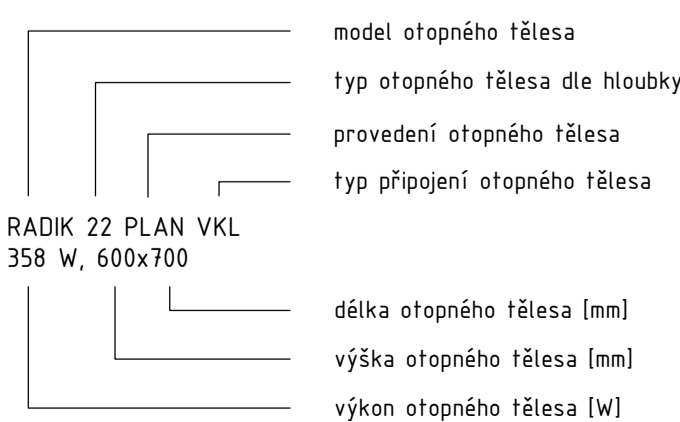 model otopného tělesa
typ otopného tělesa dle hloubky
provedení otopného tělesa
typ připojení otopného tělesa
RADIK 22 PLAN VKL
358 W, 600x700
délka otopného tělesa [mm]
výška otopného tělesa [mm]
výkon otopného tělesa [W]